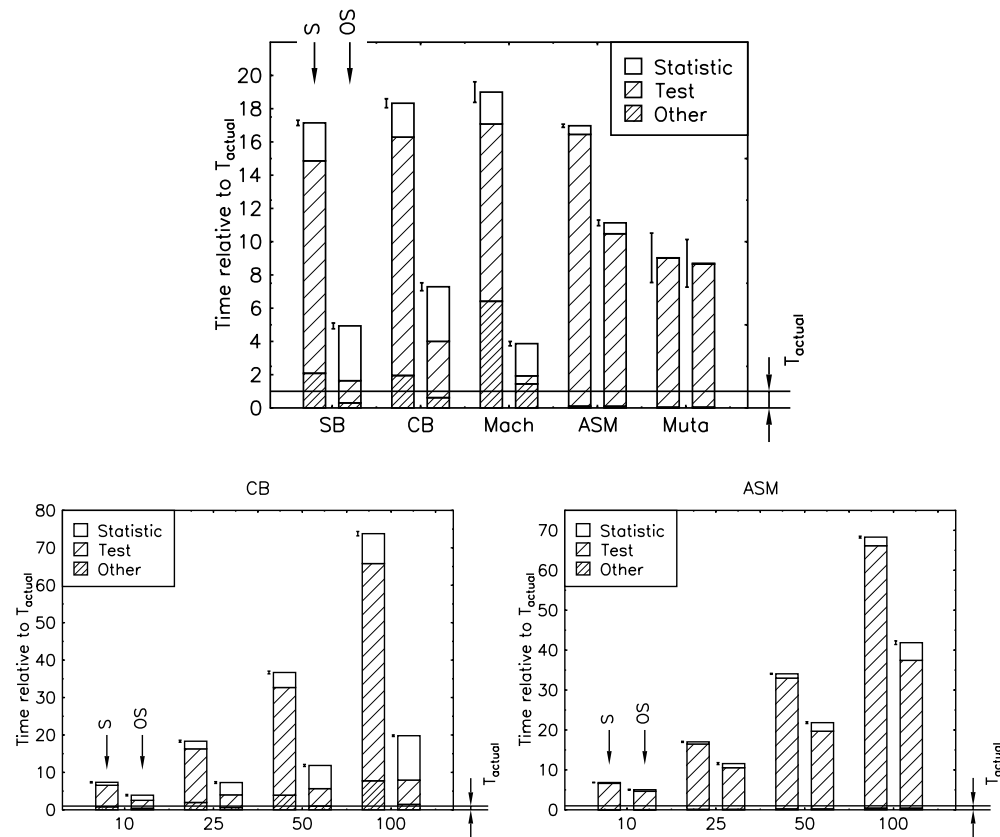 S
OS
Statistic
Test
Other
Time relative to T_actual
20
18
16
14
12
10
8
6
4
2
0
SB
CB
Mach
ASM
Muta
T_actual
CB
Statistic
Test
Other
Time relative to T_actual
80
70
60
50
40
30
20
10
0
S
OS
10
25
50
100
T_actual
ASM
Statistic
Test
Other
Time relative to T_actual
70
60
50
40
30
20
10
0
S
OS
10
25
50
100
T_actual